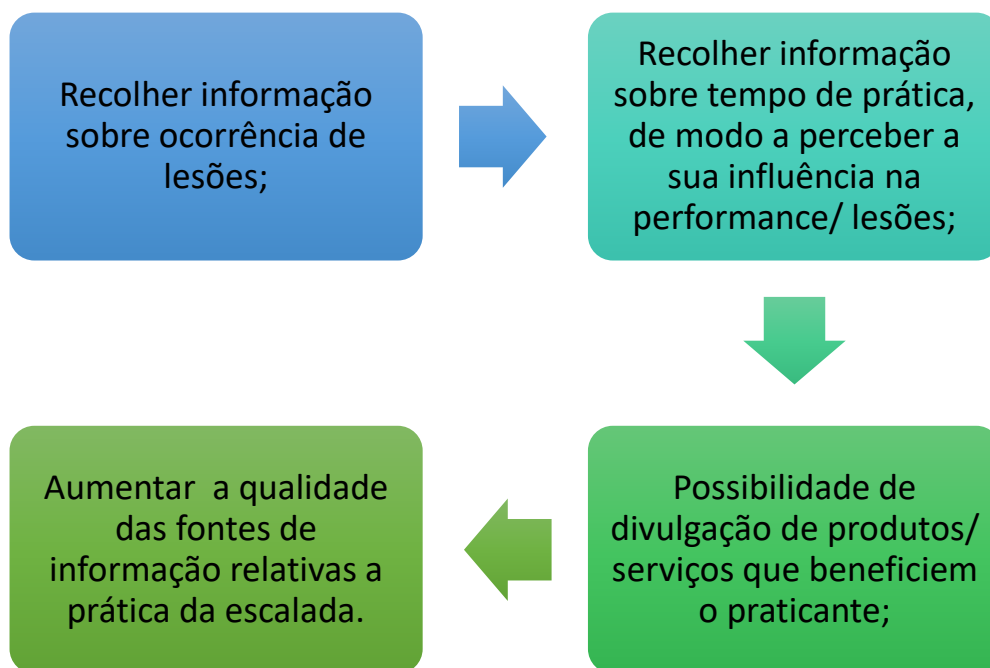 Recolher informação
sobre ocorrência de
lesões;
Recolher informação
sobre tempo de prática,
de modo a perceber a
sua influência na
performance/ lesões;
Possibilidade de
divulgação de produtos/
serviços que beneficiem
o praticante;
Aumentar  a qualidade
das fontes de
informação relativas a
prática da escalada.